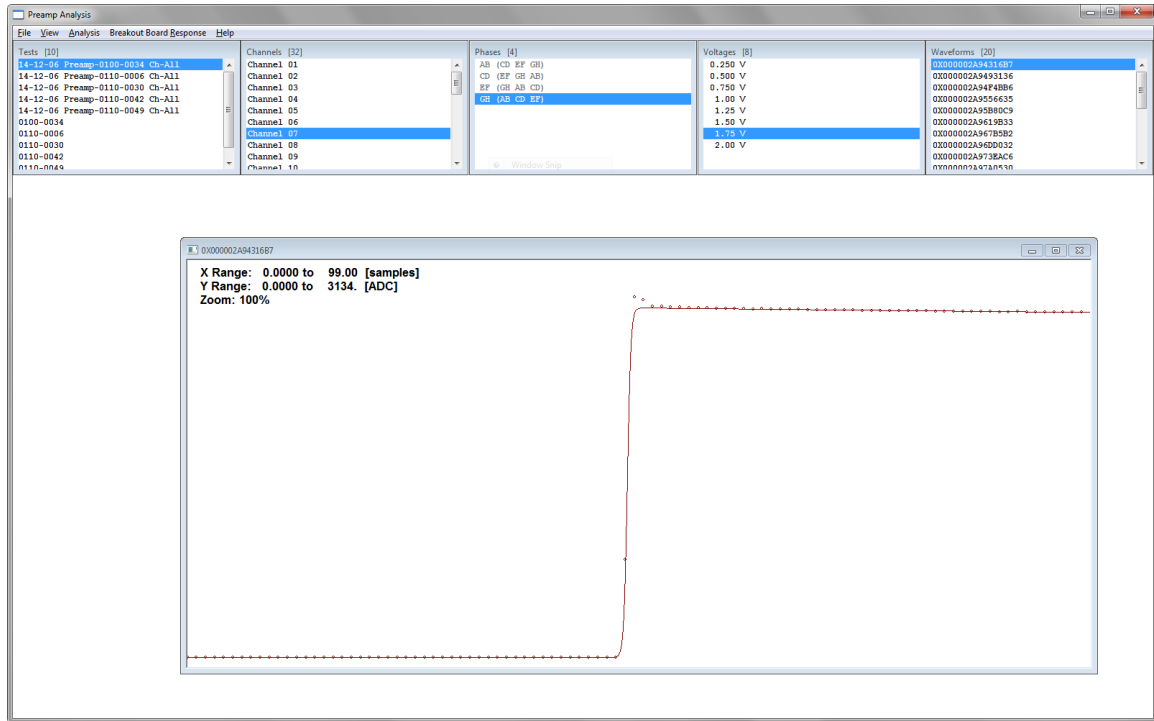 Preamp Analysis
File View Analysis Breakout Board Response Help
Tests [10]
14-12-06 Preamp-0100-0034 Ch-All
14-12-06 Preamp-0110-0006 Ch-All
14-12-06 Preamp-0110-0030 Ch-All
14-12-06 Preamp-0110-0042 Ch-All
14-12-06 Preamp-0110-0049 Ch-All
0100-0034
0110-0006
0110-0030
0110-0042
0110-0049
Channels [32]
Channel 01
Channel 02
Channel 03
Channel 04
Channel 05
Channel 06
Channel 07
Channel 08
Channel 09
Channel 10
Phases [4]
AB (CD EF GH)
CD (EF GH AB)
EF (GH AB CD)
GH (AB CD EF)
Window Snip
Voltages [8]
0.250 V
0.500 V
0.750 V
1.00 V
1.25 V
1.50 V
1.75 V
2.00 V
Waveforms [20]
0X000002A94316B7
0X000002A9493136
0X000002A94F4BB6
0X000002A9556635
0X000002A95B80C9
0X000002A9619B33
0X000002A967B5B2
0X000002A96DD032
0X000002A973EAC6
0X000002A97A0530
0X000002A94316B7
X Range: 0.0000 to 99.00 [samples]
Y Range: 0.0000 to 3134. [ADC]
Zoom: 100%